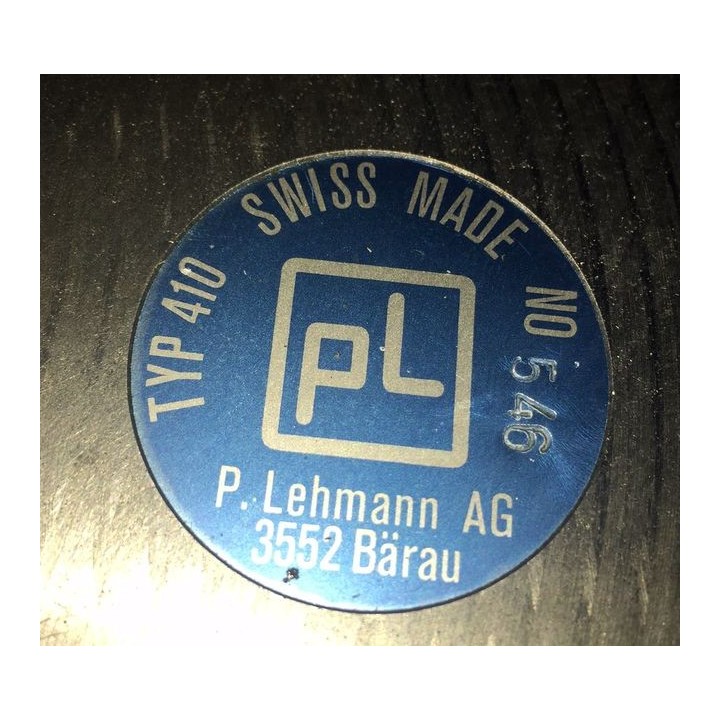 TYP 410 SWISS MADE NO 546
PL
P. Lehmann AG
3552 Bärau